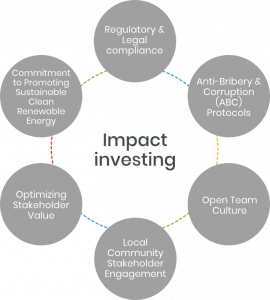 Regulatory &
Legal
compliance
Anti-Bribery &
Corruption
(ABC)
Protocols
Open Team
Culture
Local
Community
Stakeholder
Engagement
Optimizing
Stakeholder
Value
Commitment
to Promoting
Sustainable
Clean
Renewable
Energy
Impact
investing